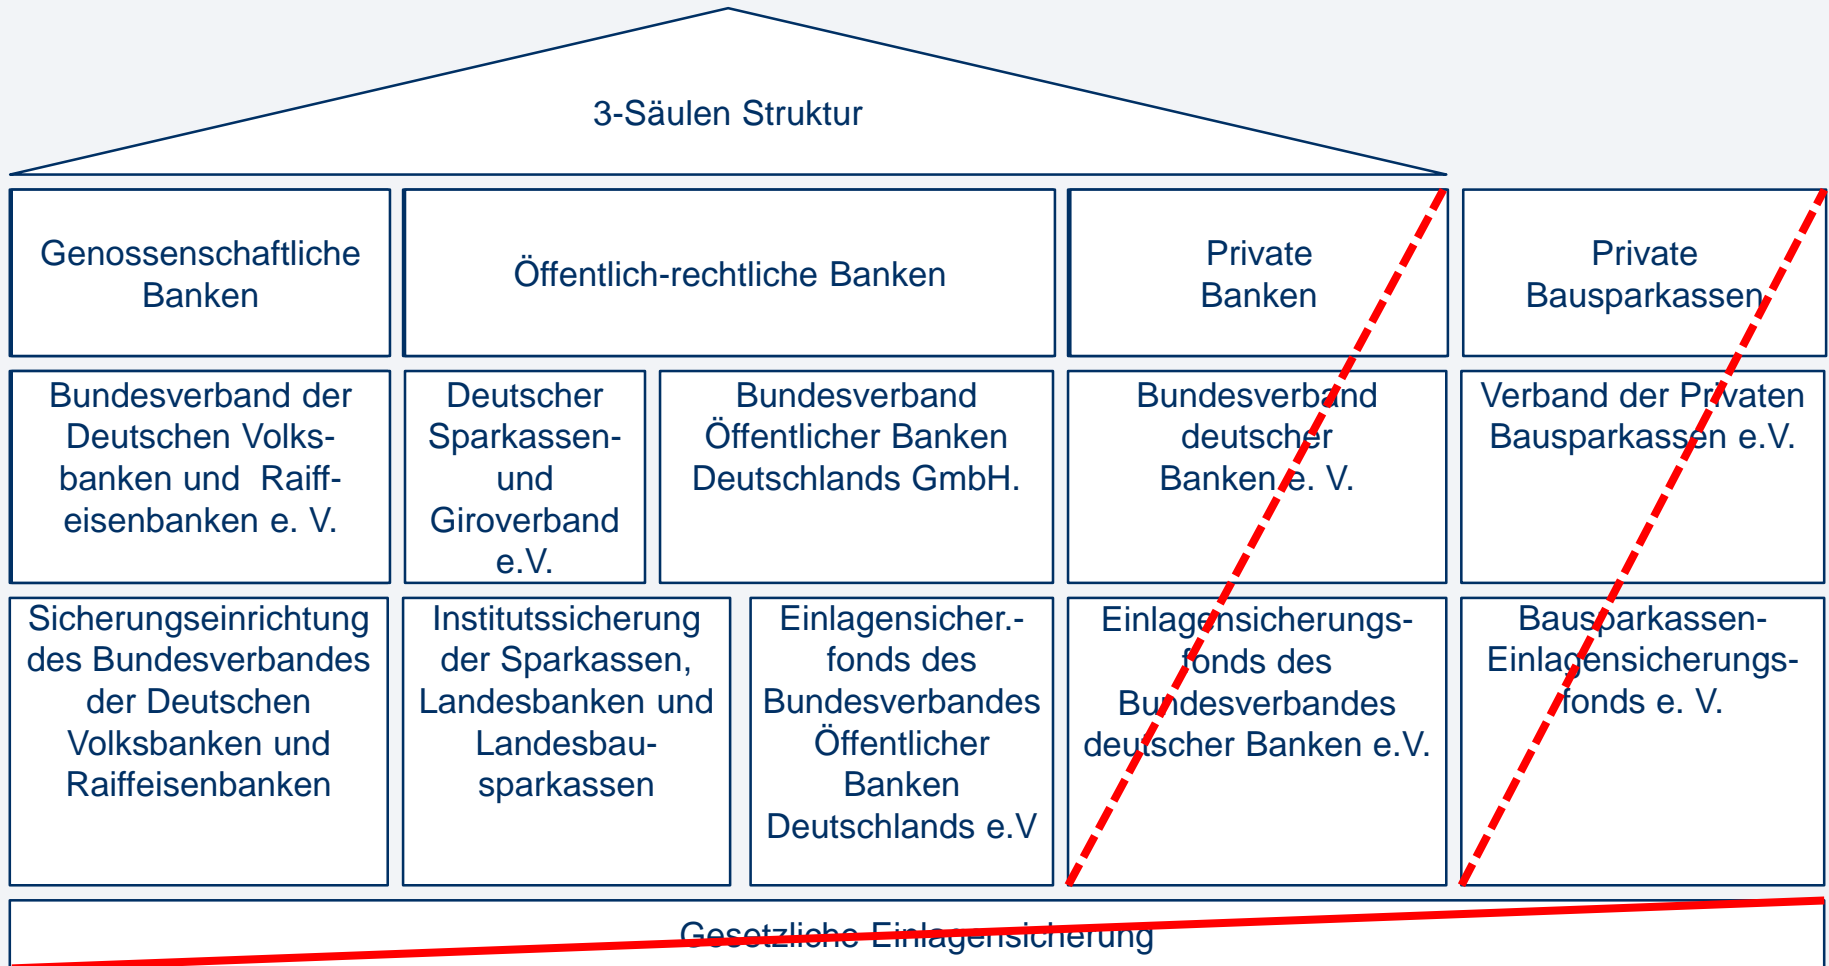 3-Säulen Struktur
Genossenschaftliche
Banken
Öffentlich-rechtliche Banken
Private
Banken
Private
Bausparkassen
Bundesverband der
Deutschen Volks-
banken und  Raiff-
eisenbanken e. V.
Deutscher
Sparkassen-
und
Giroverband
e.V.
Bundesverband
Öffentlicher Banken
Deutschlands GmbH.
Bundesverband
deutscher
Banken e. V.
Verband der Privaten
Bausparkassen e.V.
Sicherungseinrichtung
des Bundesverbandes
der Deutschen
Volksbanken und
Raiffeisenbanken
Institutssicherung
der Sparkassen,
Landesbanken und
Landesbau-
sparkassen
Einlagensicher.-
fonds des
Bundesverbandes
Öffentlicher
Banken
Deutschlands e.V
Einlagensicherungs-
fonds des
Bundesverbandes
deutscher Banken e.V.
Bausparkassen-
Einlagensicherungs-
fonds e. V.
Gesetzliche Einlagensicherung